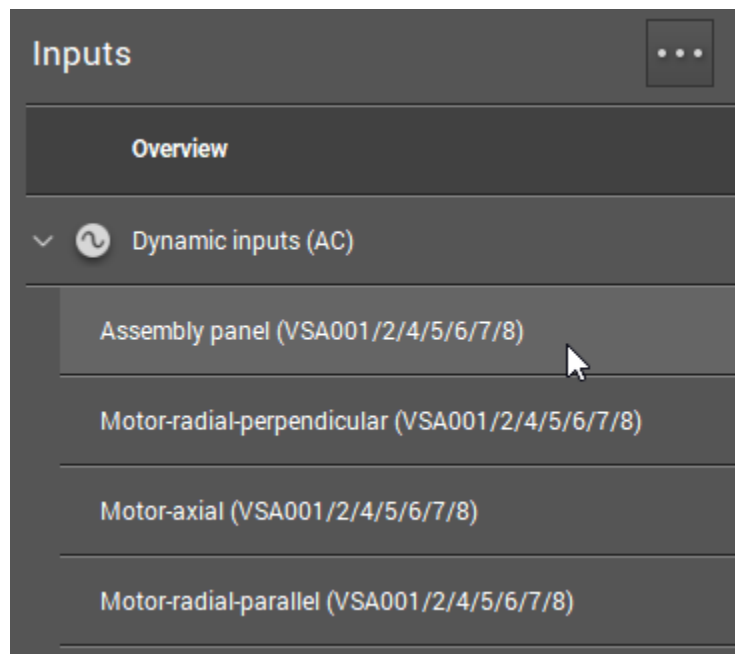 Inputs
Overview
Dynamic inputs (AC)
Assembly panel (VSA001/2/4/5/6/7/8)
Motor-radial-perpendicular (VSA001/2/4/5/6/7/8)
Motor-axial (VSA001/2/4/5/6/7/8)
Motor-radial-parallel (VSA001/2/4/5/6/7/8)